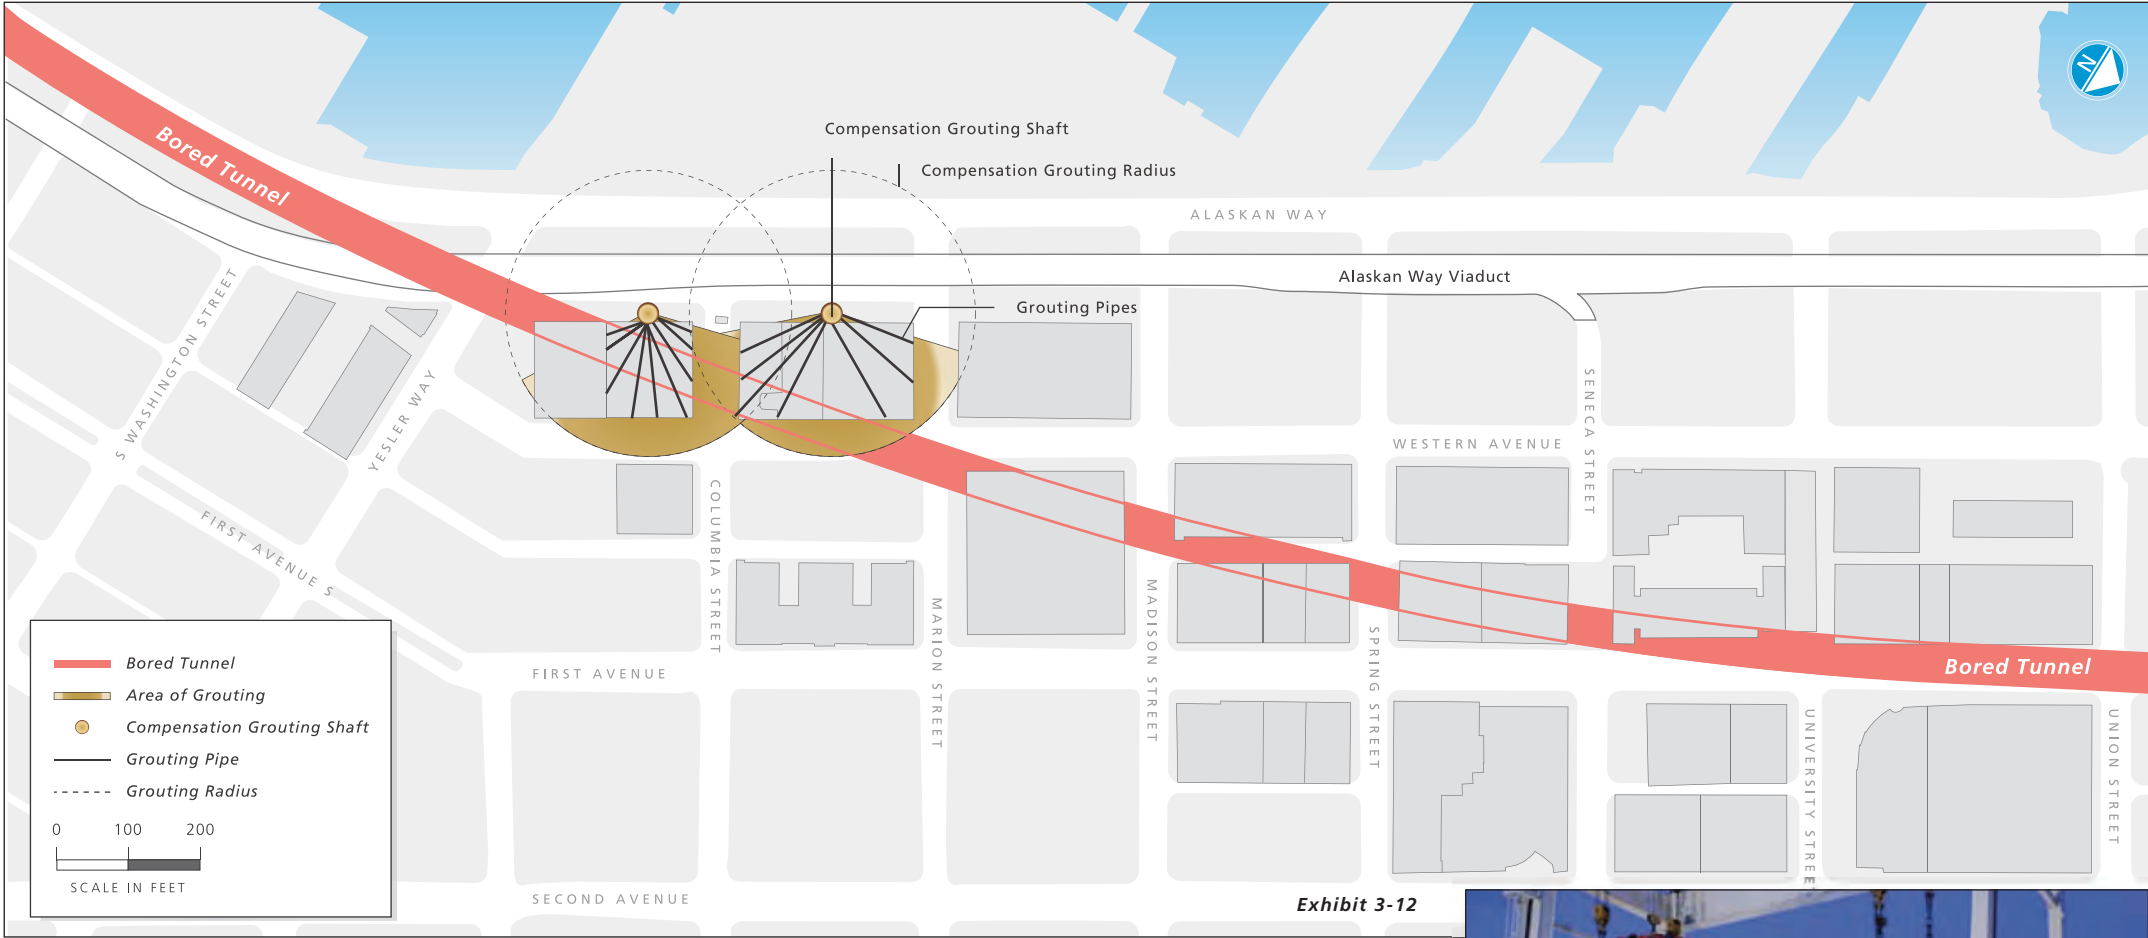 N
Compensation Grouting Shaft
Compensation Grouting Radius
Bored Tunnel
ALASKAN WAY
Alaskan Way Viaduct
Grouting Pipes
S WASHINGTON STREET
YESLER WAY
SENECA STREET
WESTERN AVENUE
FIRST AVENUE S
COLUMBIA STREET
MARION STREET
MADISON STREET
SPRING STREET
FIRST AVENUE
Bored Tunnel
UNIVERSITY STREET
UNION STREET
Bored Tunnel
Area of Grouting
Compensation Grouting Shaft
Grouting Pipe
Grouting Radius
0 100 200
SCALE IN FEET
SECOND AVENUE
Exhibit 3-12